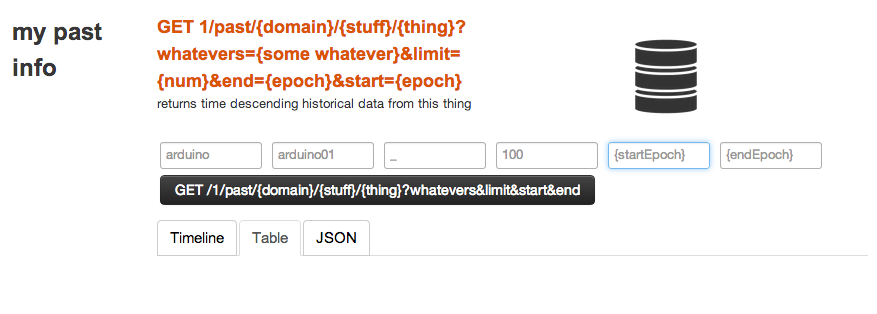 my past
info
GET 1/past/{domain}/{stuff}/{thing}?
whatevers={some whatever}&limit=
{num}&end={epoch}&start={epoch}
returns time descending historical data from this thing
arduino arduino01 _ 100 {startEpoch} {endEpoch}
GET /1/past/{domain}/{stuff}/{thing}?whatevers&limit&start&end
Timeline Table JSON